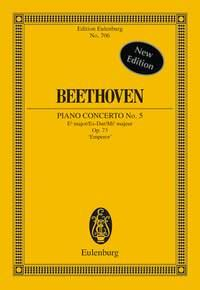 Edition Eulenburg
No. 706
New
Edition
BEETHOVEN
PIANO CONCERTO No. 5
E♭ major/Es-Dur/Mi♭ majeur
Op. 73
'Emperor'
Eulenburg